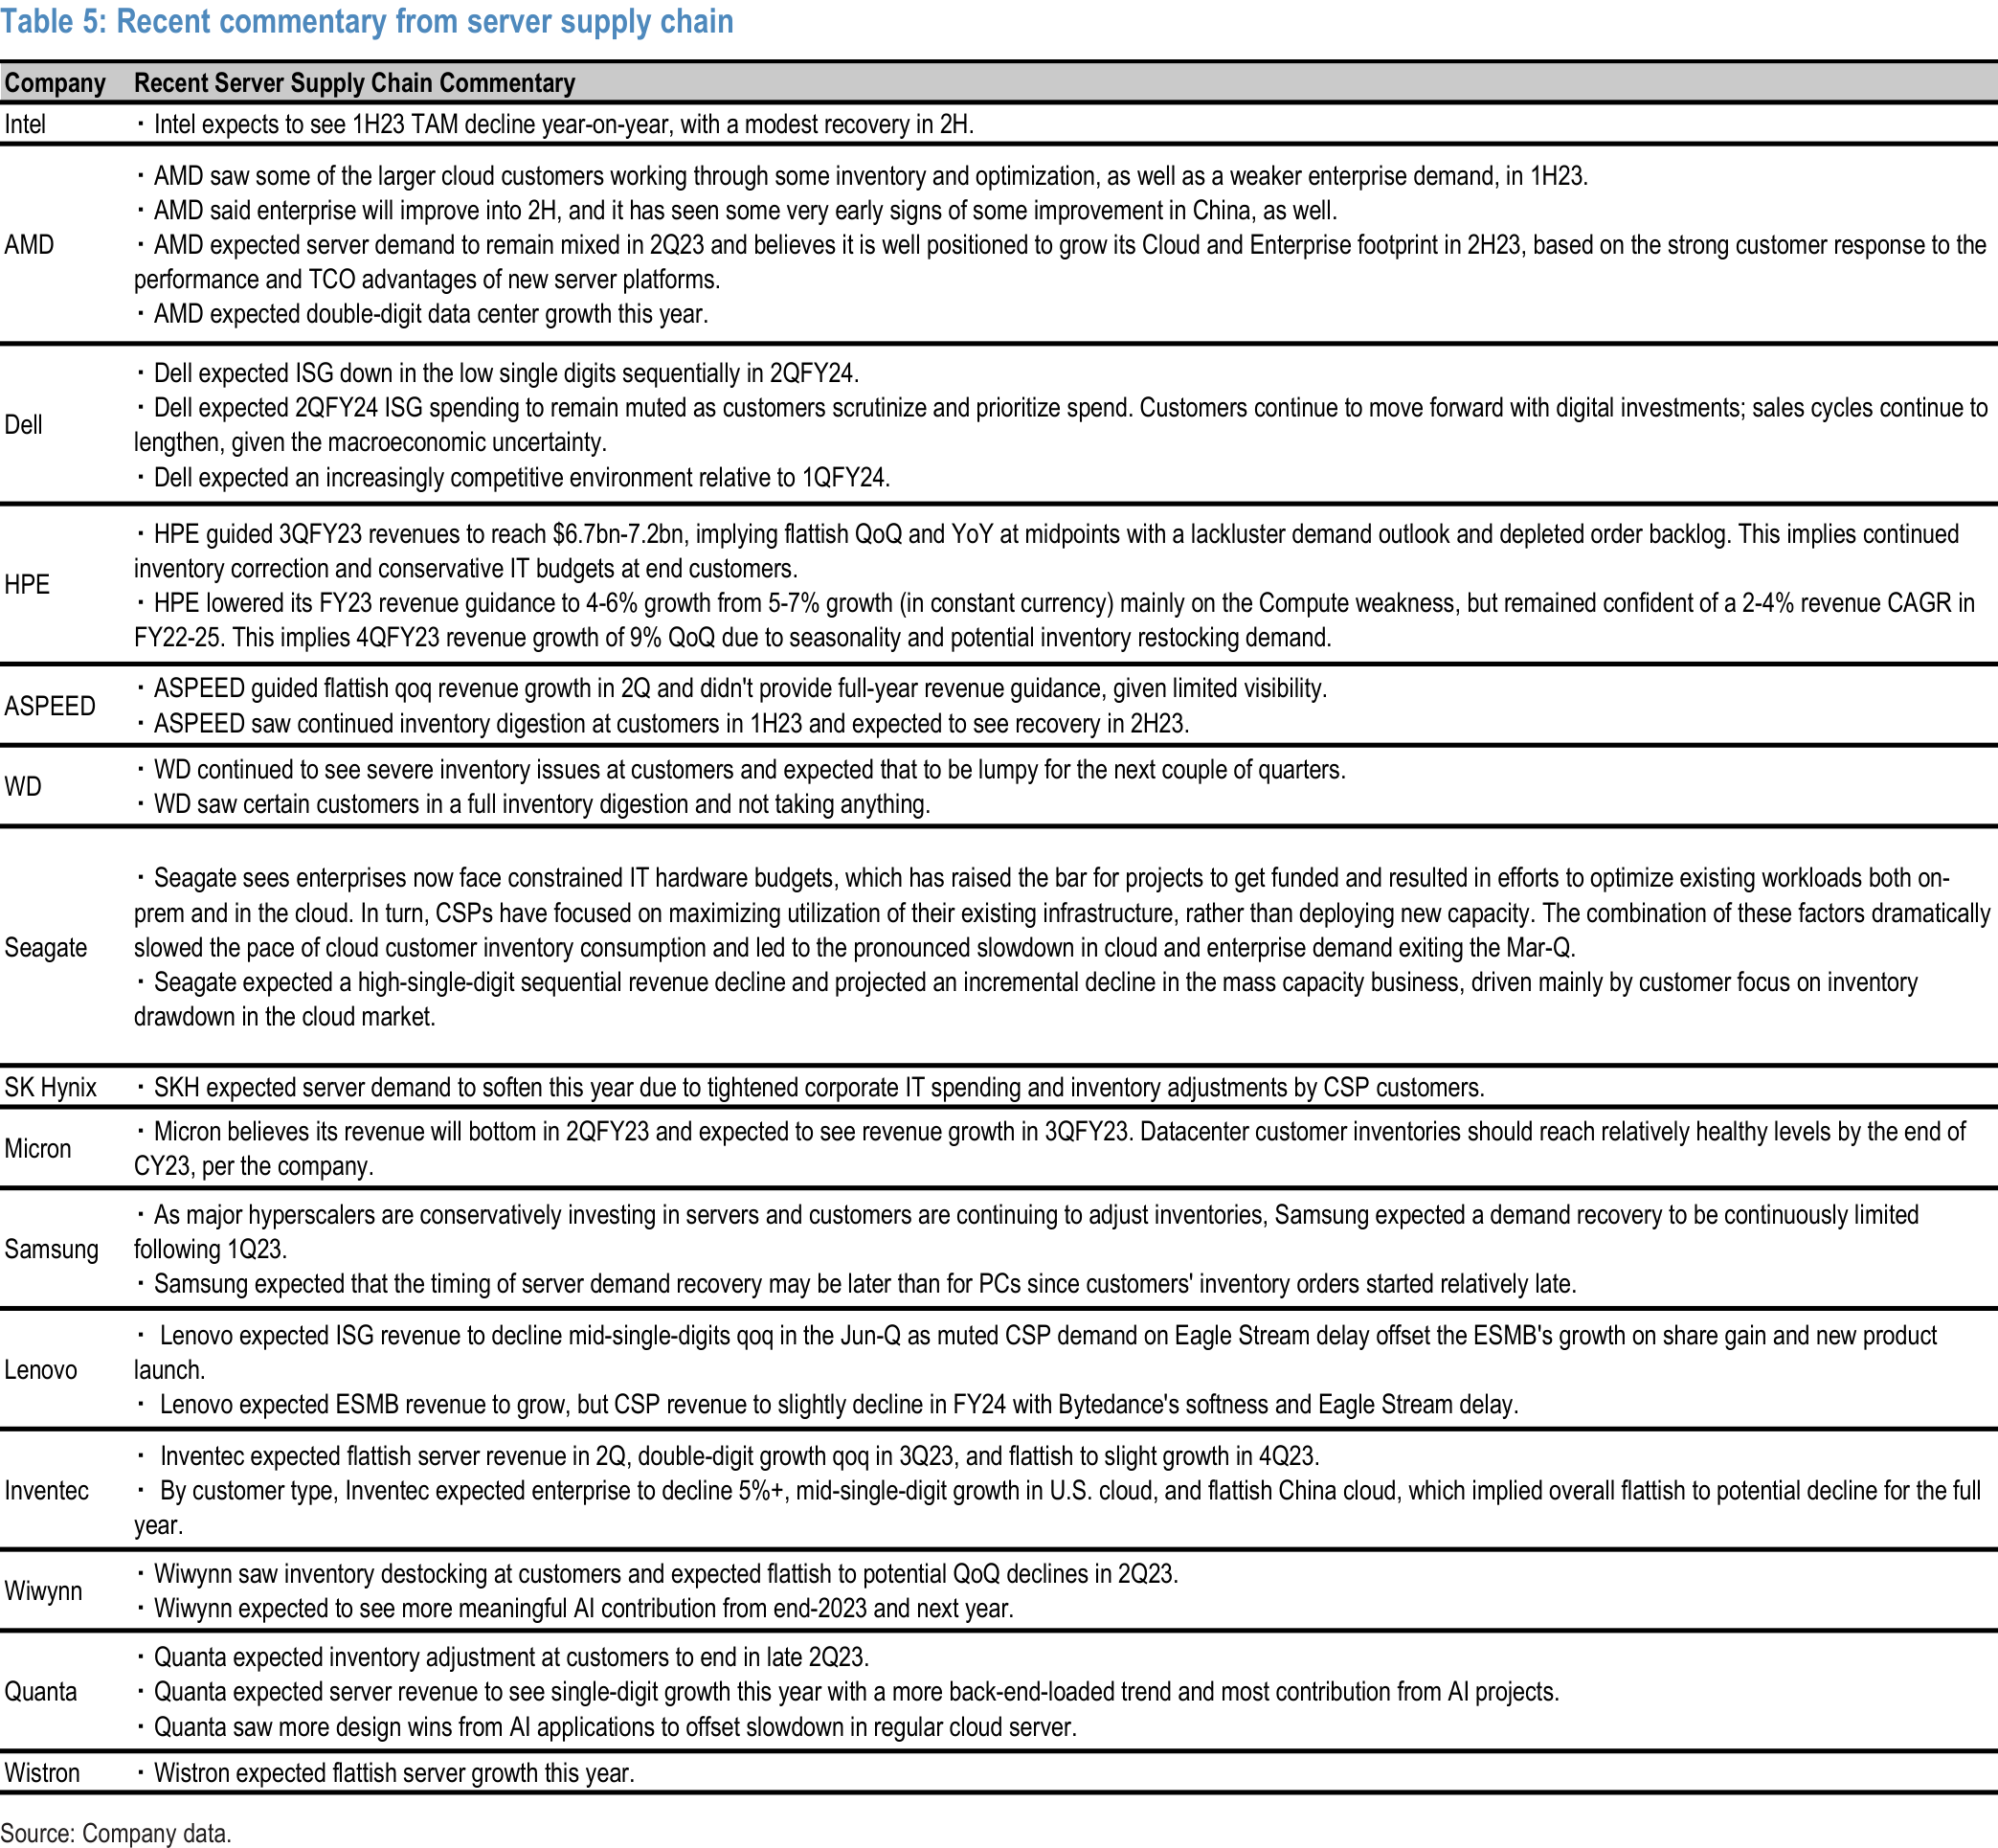 Table 5: Recent commentary from server supply chain
Company Recent Server Supply Chain Commentary
Intel · Intel expects to see 1H23 TAM decline year-on-year, with a modest recovery in 2H.
AMD
· AMD saw some of the larger cloud customers working through some inventory and optimization, as well as a weaker enterprise demand, in 1H23.
· AMD said enterprise will improve into 2H, and it has seen some very early signs of some improvement in China, as well.
· AMD expected server demand to remain mixed in 2Q23 and believes it is well positioned to grow its Cloud and Enterprise footprint in 2H23, based on the strong customer response to the
performance and TCO advantages of new server platforms.
· AMD expected double-digit data center growth this year.
Dell
· Dell expected ISG down in the low single digits sequentially in 2QFY24.
· Dell expected 2QFY24 ISG spending to remain muted as customers scrutinize and prioritize spend. Customers continue to move forward with digital investments; sales cycles continue to
lengthen, given the macroeconomic uncertainty.
· Dell expected an increasingly competitive environment relative to 1QFY24.
HPE
· HPE guided 3QFY23 revenues to reach $6.7bn-7.2bn, implying flattish QoQ and YoY at midpoints with a lackluster demand outlook and depleted order backlog. This implies continued
inventory correction and conservative IT budgets at end customers.
· HPE lowered its FY23 revenue guidance to 4-6% growth from 5-7% growth (in constant currency) mainly on the Compute weakness, but remained confident of a 2-4% revenue CAGR in
FY22-25. This implies 4QFY23 revenue growth of 9% QoQ due to seasonality and potential inventory restocking demand.
ASPEED
· ASPEED guided flattish qoq revenue growth in 2Q and didn't provide full-year revenue guidance, given limited visibility.
· ASPEED saw continued inventory digestion at customers in 1H23 and expected to see recovery in 2H23.
WD
· WD continued to see severe inventory issues at customers and expected that to be lumpy for the next couple of quarters.
· WD saw certain customers in a full inventory digestion and not taking anything.
Seagate
· Seagate sees enterprises now face constrained IT hardware budgets, which has raised the bar for projects to get funded and resulted in efforts to optimize existing workloads both on-
prem and in the cloud. In turn, CSPs have focused on maximizing utilization of their existing infrastructure, rather than deploying new capacity. The combination of these factors dramatically
slowed the pace of cloud customer inventory consumption and led to the pronounced slowdown in cloud and enterprise demand exiting the Mar-Q.
· Seagate expected a high-single-digit sequential revenue decline and projected an incremental decline in the mass capacity business, driven mainly by customer focus on inventory
drawdown in the cloud market.
SK Hynix · SKH expected server demand to soften this year due to tightened corporate IT spending and inventory adjustments by CSP customers.
Micron
· Micron believes its revenue will bottom in 2QFY23 and expected to see revenue growth in 3QFY23. Datacenter customer inventories should reach relatively healthy levels by the end of
CY23, per the company.
Samsung
· As major hyperscalers are conservatively investing in servers and customers are continuing to adjust inventories, Samsung expected a demand recovery to be continuously limited
following 1Q23.
· Samsung expected that the timing of server demand recovery may be later than for PCs since customers' inventory orders started relatively late.
Lenovo
· Lenovo expected ISG revenue to decline mid-single-digits qoq in the Jun-Q as muted CSP demand on Eagle Stream delay offset the ESMB's growth on share gain and new product
launch.
· Lenovo expected ESMB revenue to grow, but CSP revenue to slightly decline in FY24 with Bytedance's softness and Eagle Stream delay.
Inventec
· Inventec expected flattish server revenue in 2Q, double-digit growth qoq in 3Q23, and flattish to slight growth in 4Q23.
· By customer type, Inventec expected enterprise to decline 5%+, mid-single-digit growth in U.S. cloud, and flattish China cloud, which implied overall flattish to potential decline for the full
year.
Wiwynn
· Wiwynn saw inventory destocking at customers and expected flattish to potential QoQ declines in 2Q23.
· Wiwynn expected to see more meaningful AI contribution from end-2023 and next year.
Quanta
· Quanta expected inventory adjustment at customers to end in late 2Q23.
· Quanta expected server revenue to see single-digit growth this year with a more back-end-loaded trend and most contribution from AI projects.
· Quanta saw more design wins from AI applications to offset slowdown in regular cloud server.
Wistron · Wistron expected flattish server growth this year.
Source: Company data.